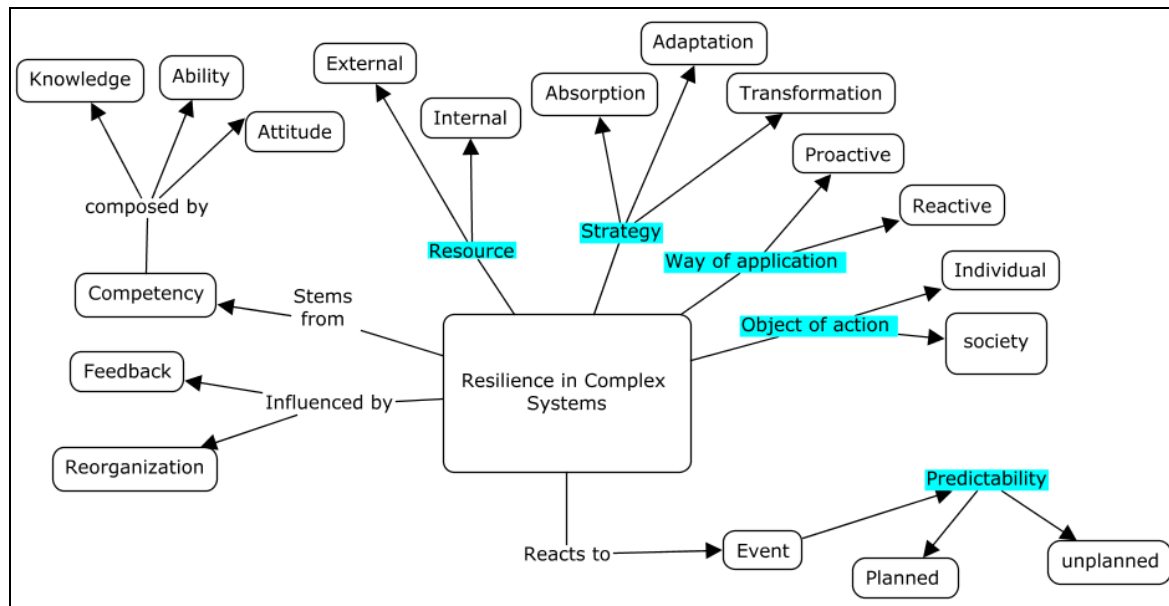 Adaptation
External
Ability
Knowledge
Absorption
Transformation
Internal
Attitude
Proactive
composed by
Reactive
Strategy
Resource
Way of application
Individual
Competency
Stems
from
Object of action
society
Feedback
Resilience in Complex
Systems
Influenced by
Reorganization
Predictability
Reacts to
Event
unplanned
Planned